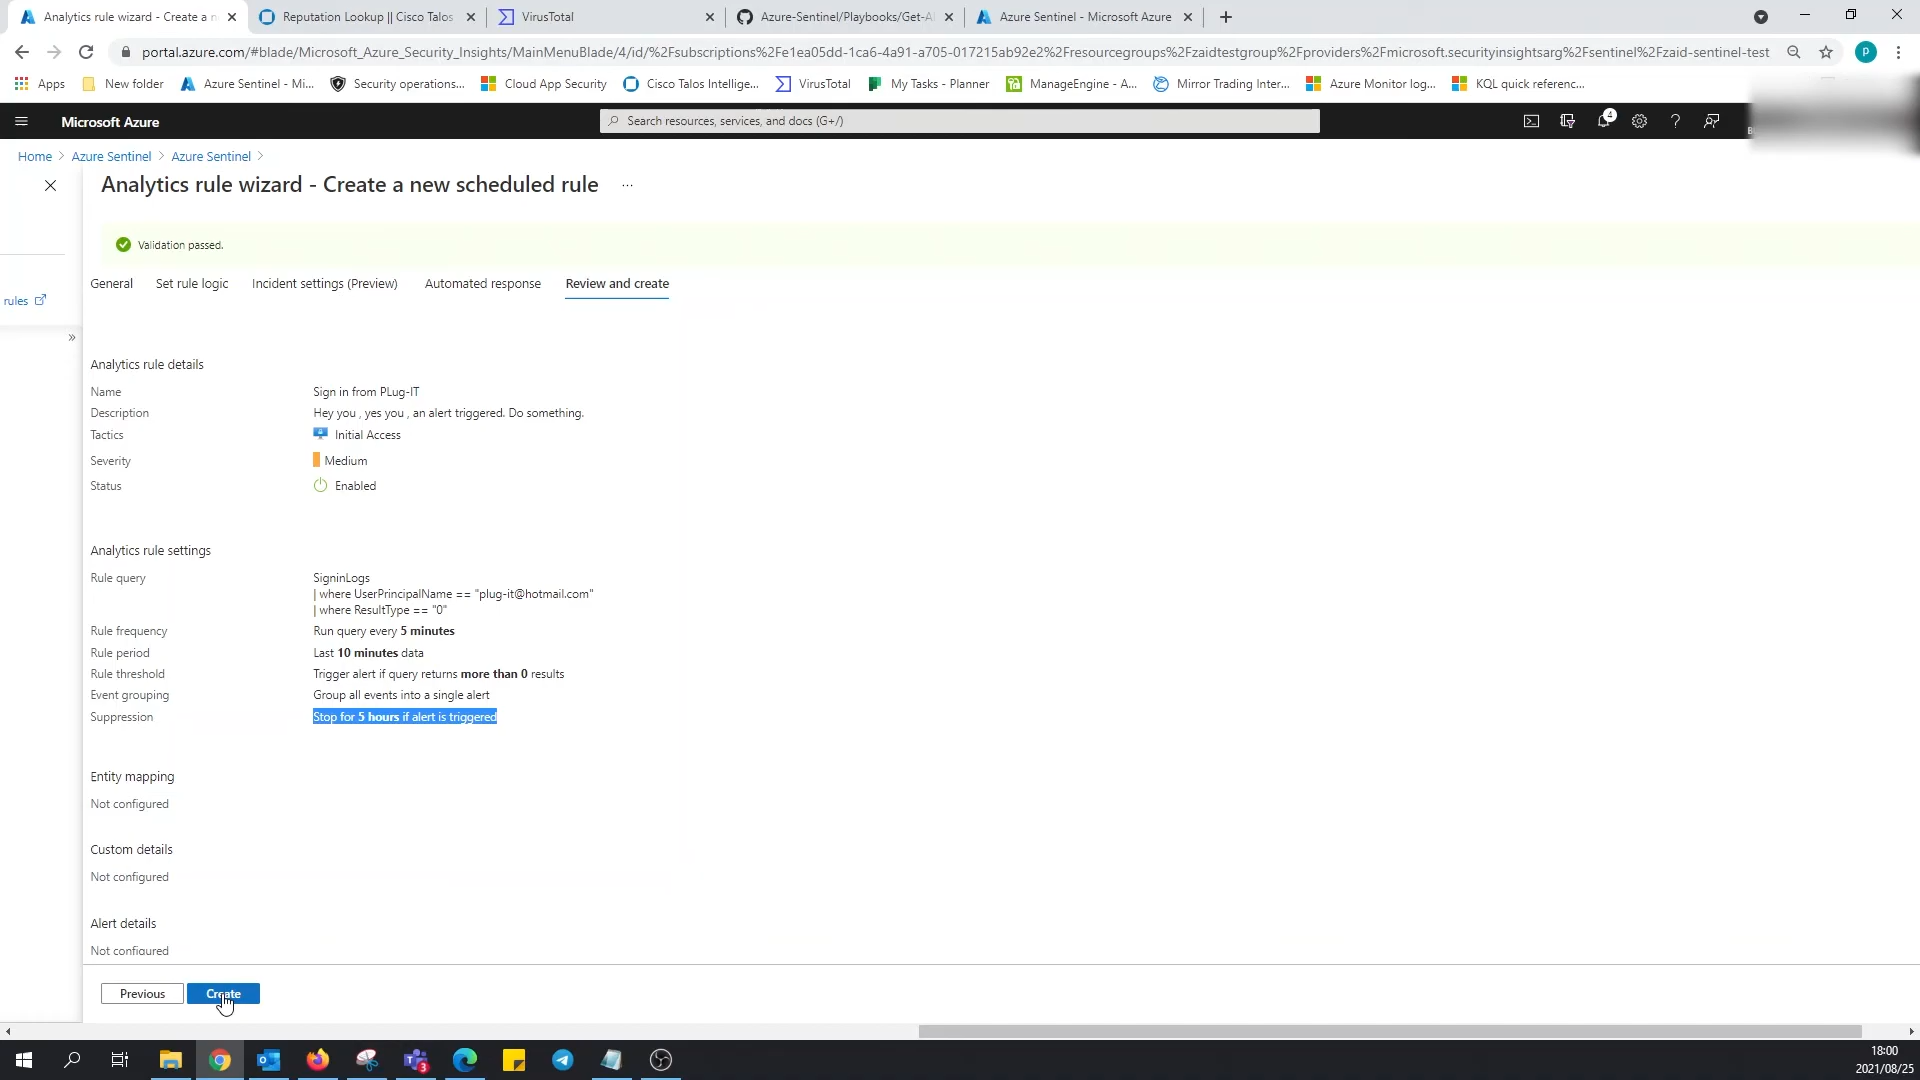 Analytics rule wizard - Create a n
Reputation Lookup || Cisco Talos
VirusTotal
Azure-Sentinel/Playbooks/Get-Al
Azure Sentinel - Microsoft Azure
portal.azure.com/#blade/Microsoft_Azure_Security_Insights/MainMenuBlade/4/id/%2Fsubscriptions%2Fe1ea05dd-1ca6-4a91-a705-017215ab92e2%2Fresourcegroups%2Fzaidtestgroup%2Fproviders%2Fmicrosoft.securityinsightsarg%2Fsentinel%2Fzaid-sentinel-test
P
Apps
New folder
Azure Sentinel - Mi...
Security operations...
Cloud App Security
Cisco Talos Intellige...
VirusTotal
My Tasks - Planner
ManageEngine - A...
Mirror Trading Inter...
Azure Monitor log...
KQL quick referenc...
Microsoft Azure
Search resources, services, and docs (G+/)
4
Home > Azure Sentinel > Azure Sentinel >
Analytics rule wizard - Create a new scheduled rule ...
Validation passed.
General
Set rule logic
Incident settings (Preview)
Automated response
Review and create
rules
»
Analytics rule details
Name Sign in from PLug-IT
Description Hey you , yes you , an alert triggered. Do something.
Tactics Initial Access
Severity Medium
Status Enabled
Analytics rule settings
Rule query SigninLogs
| where UserPrincipalName == "plug-it@hotmail.com"
| where ResultType == "0"
Rule frequency Run query every 5 minutes
Rule period Last 10 minutes data
Rule threshold Trigger alert if query returns more than 0 results
Event grouping Group all events into a single alert
Suppression Stop for 5 hours if alert is triggered
Entity mapping
Not configured
Custom details
Not configured
Alert details
Not configured
Previous
Create
3
18:00
2021/08/25